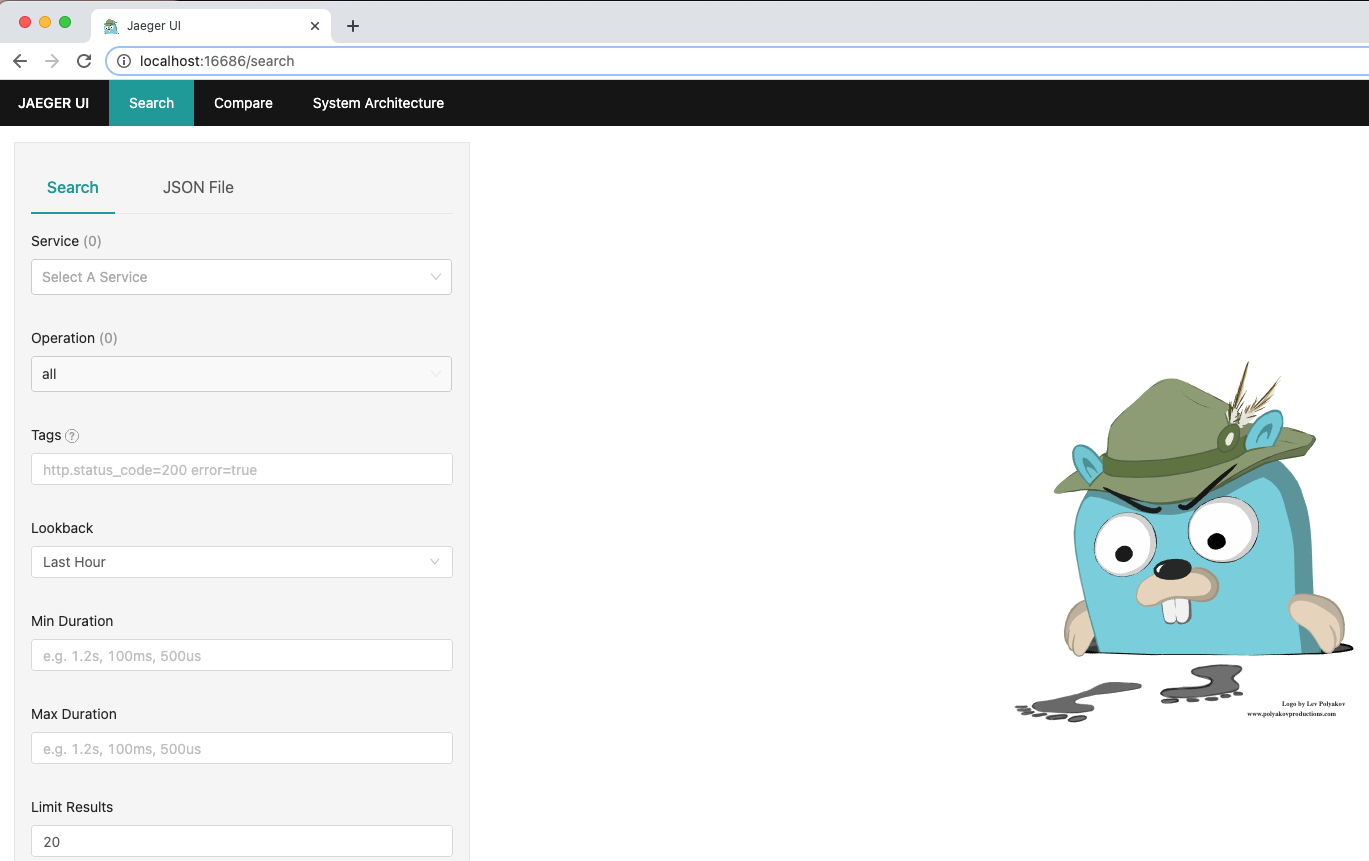 Jaeger UI
localhost:16686/search
JAEGER UI Search Compare System Architecture
Search JSON File
Service (0)
Select A Service
Operation (0)
all
Tags
http.status_code=200 error=true
Lookback
Last Hour
Min Duration
e.g. 1.2s, 100ms, 500us
Max Duration
e.g. 1.2s, 100ms, 500us
Limit Results
20
Logo by Lev Polyakov
www.polyakovproductions.com